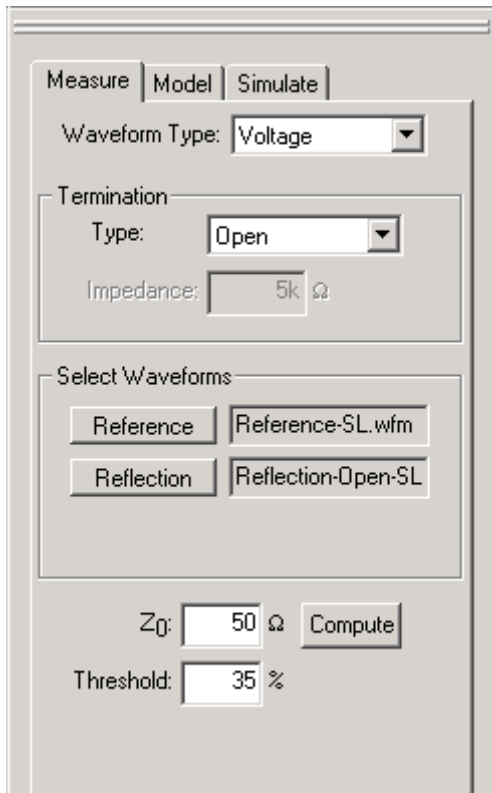 Measure Model Simulate
Waveform Type: Voltage
Termination
Type: Open
Impedance: 5k Ω
Select Waveforms
Reference Reference-SL.wfm
Reflection Reflection-Open-SL
Z0: 50 Ω Compute
Threshold: 35 %